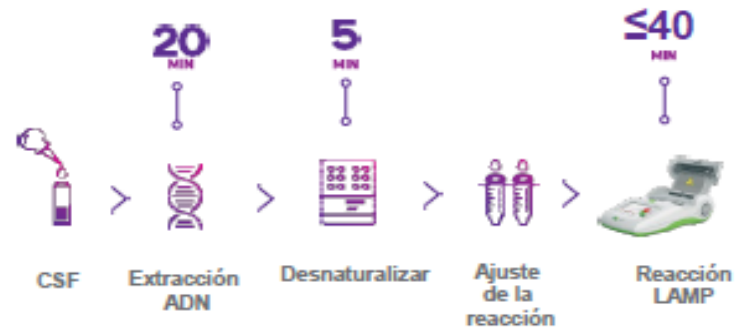 20
MIN
5
MIN
≤40
MIN
CSF
Extracción
ADN
Desnaturalizar
Ajuste
de la
reacción
Reacción
LAMP